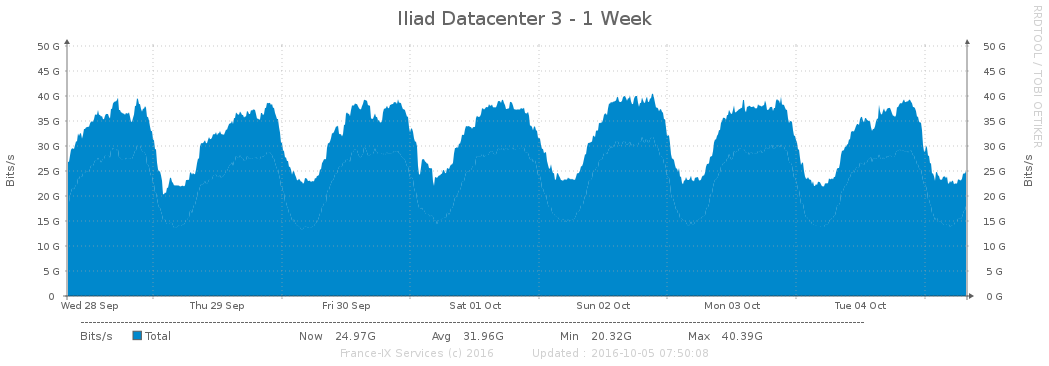 Iliad Datacenter 3 - 1 Week
RRDTOOL / TOBI OETIKER
Bits/s
50 G 50 G
45 G 45 G
40 G 40 G
35 G 35 G
30 G 30 G
25 G 25 G
20 G 20 G
15 G 15 G
10 G 10 G
5 G 5 G
0 0 G
Bits/s
Wed 28 Sep Thu 29 Sep Fri 30 Sep Sat 01 Oct Sun 02 Oct Mon 03 Oct Tue 04 Oct
Bits/s Total Now 24.97G Avg 31.96G Min 20.32G Max 40.39G
France-IX Services (c) 2016 Updated : 2016-10-05 07:50:08